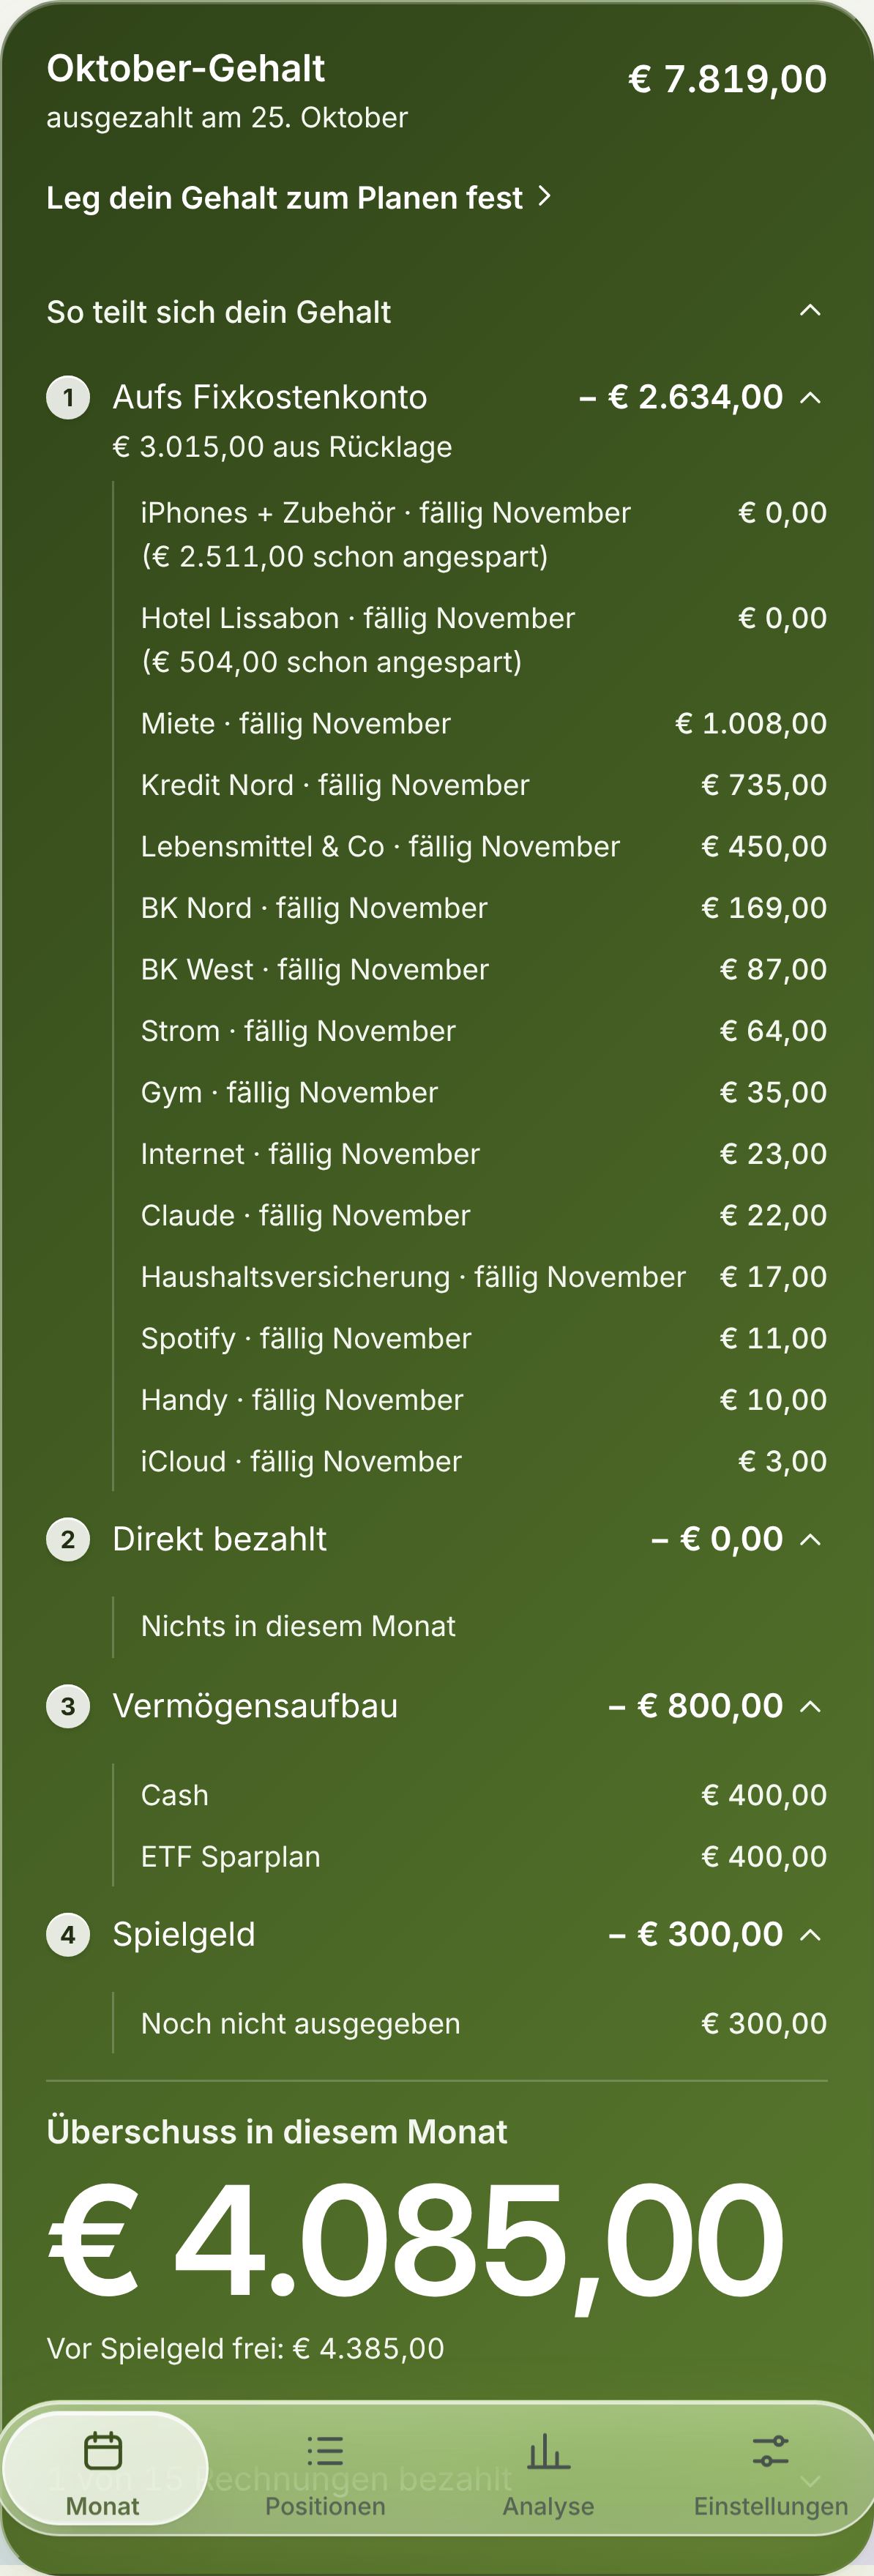 Oktober-Gehalt
€ 7.819,00
ausgezahlt am 25. Oktober
Leg dein Gehalt zum Planen fest
So teilt sich dein Gehalt
1 Aufs Fixkostenkonto – € 2.634,00
€ 3.015,00 aus Rücklage
iPhones + Zubehör · fällig November € 0,00
(€ 2.511,00 schon angespart)
Hotel Lissabon · fällig November € 0,00
(€ 504,00 schon angespart)
Miete · fällig November € 1.008,00
Kredit Nord · fällig November € 735,00
Lebensmittel & Co · fällig November € 450,00
BK Nord · fällig November € 169,00
BK West · fällig November € 87,00
Strom · fällig November € 64,00
Gym · fällig November € 35,00
Internet · fällig November € 23,00
Claude · fällig November € 22,00
Haushaltsversicherung · fällig November € 17,00
Spotify · fällig November € 11,00
Handy · fällig November € 10,00
iCloud · fällig November € 3,00
2 Direkt bezahlt – € 0,00
Nichts in diesem Monat
3 Vermögensaufbau – € 800,00
Cash € 400,00
ETF Sparplan € 400,00
4 Spielgeld – € 300,00
Noch nicht ausgegeben € 300,00
Überschuss in diesem Monat
€ 4.085,00
Vor Spielgeld frei: € 4.385,00
1 von 15 Rechnungen bezahlt
Monat Positionen Analyse Einstellungen